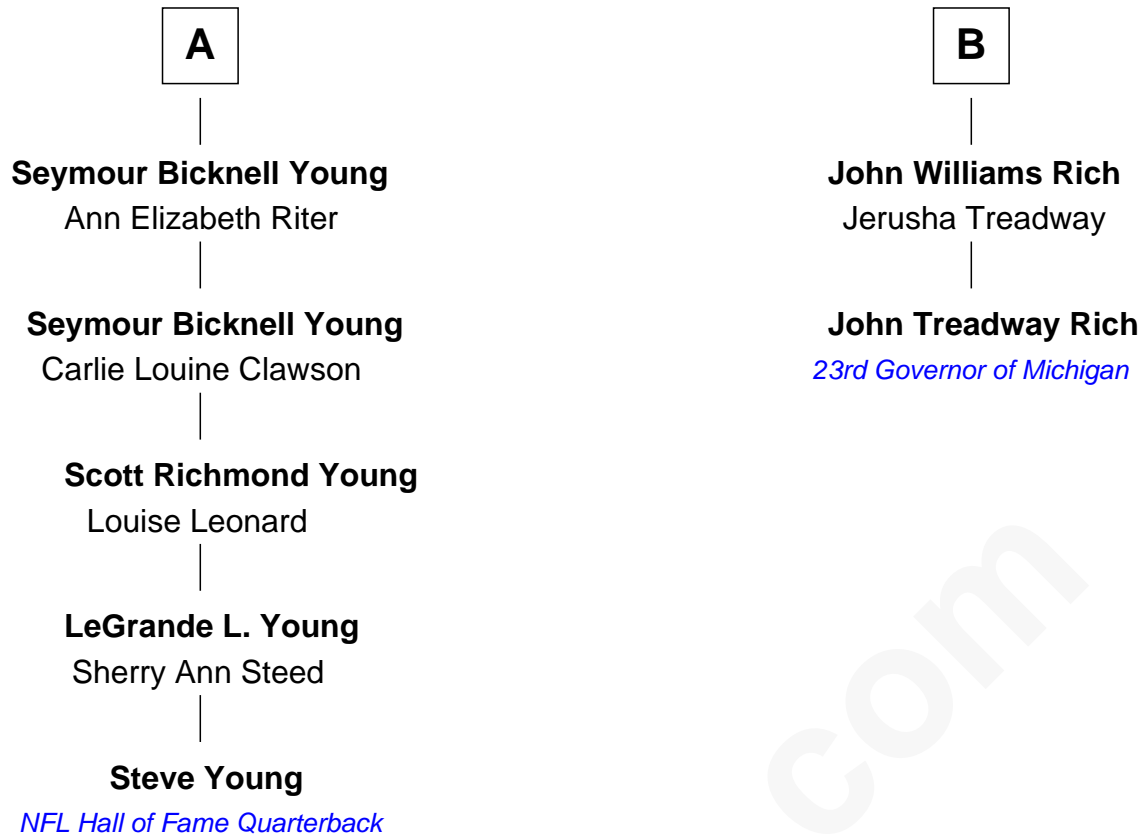 A
Seymour Bicknell Young
Ann Elizabeth Riter
Seymour Bicknell Young
Carlie Louine Clawson
Scott Richmond Young
Louise Leonard
LeGrande L. Young
Sherry Ann Steed
Steve Young
NFL Hall of Fame Quarterback
B
John Williams Rich
Jerusha Treadway
John Treadway Rich
23rd Governor of Michigan
com